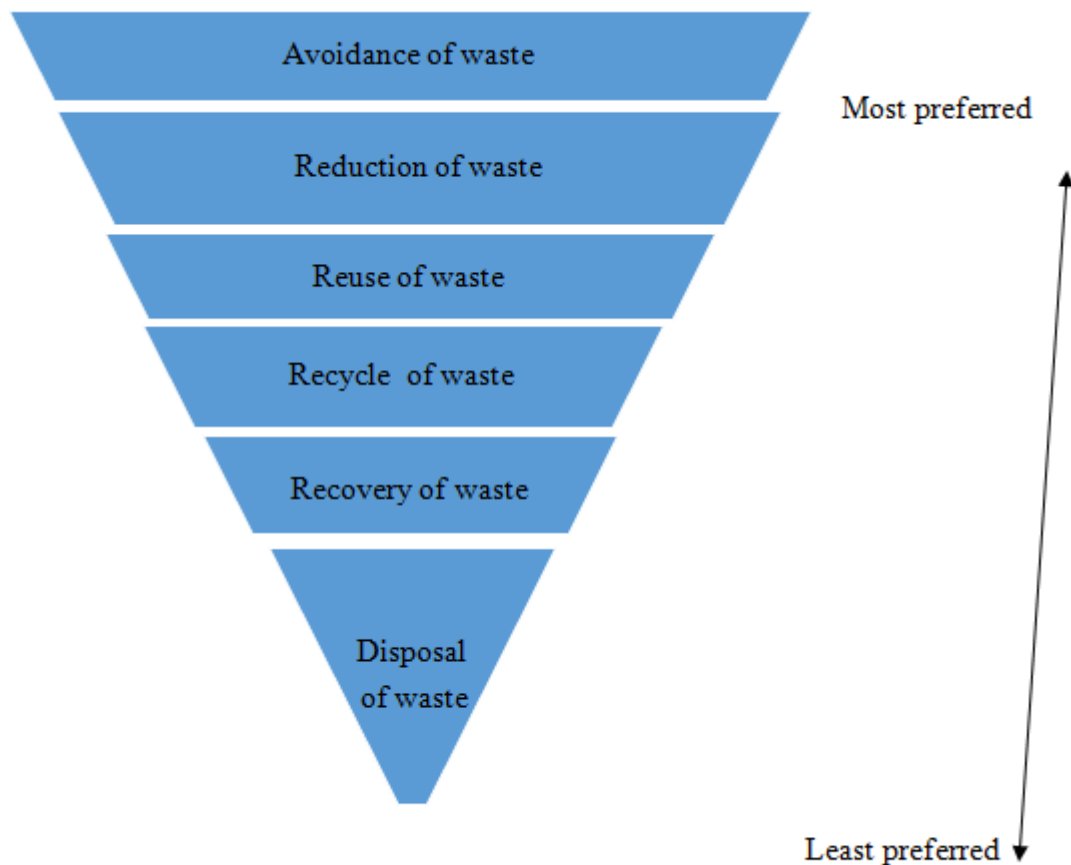 Avoidance of waste
Most preferred
Reduction of waste
Reuse of waste
Recycle  of waste
Recovery of waste
Disposal
of waste
Least preferred